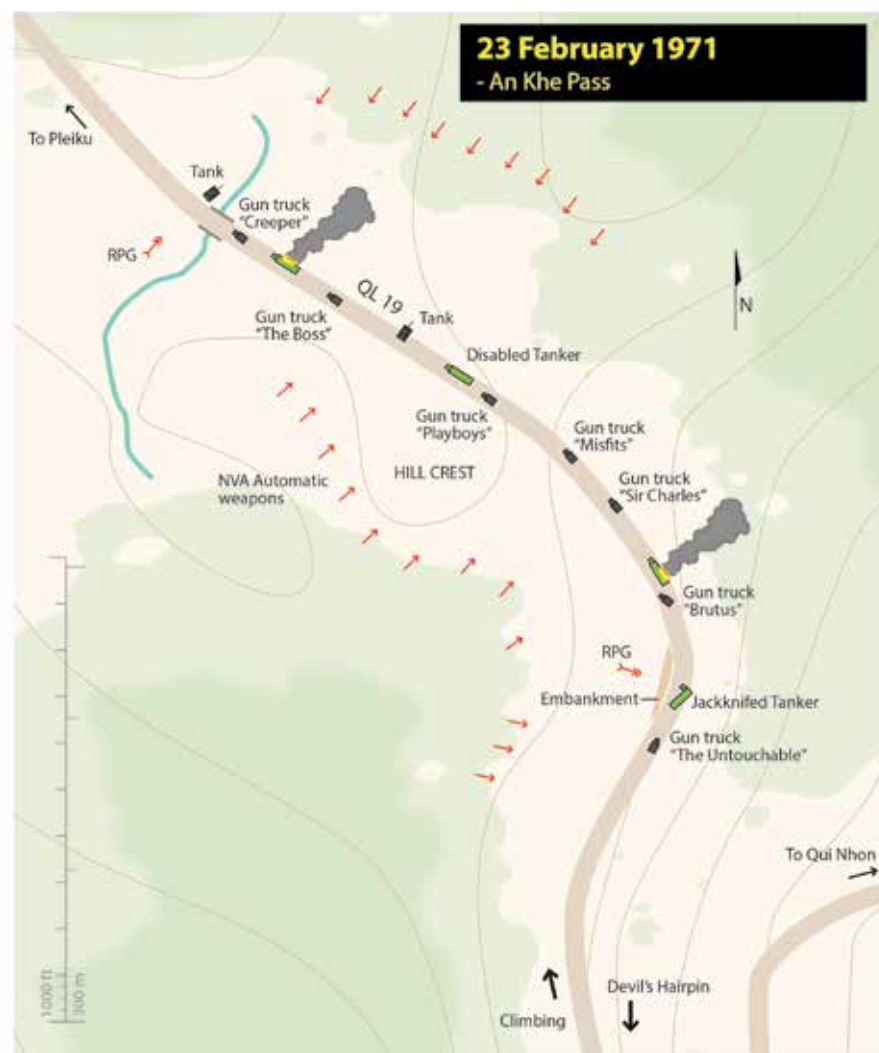 23 February 1971
- An Khe Pass
To Pleiku
Tank
Gun truck
"Creeper"
RPG
QL 19
Gun truck
"The Boss"
Tank
N
Disabled Tanker
Gun truck
"Playboys"
Gun truck
"Misfits"
HILL CREST
NVA Automatic
weapons
Gun truck
"Sir Charles"
Gun truck
"Brutus"
RPG
Embankment
Jackknifed Tanker
Gun truck
"The Untouchable"
To Qui Nhon
Devil's Hairpin
Climbing
1000 ft
300 m